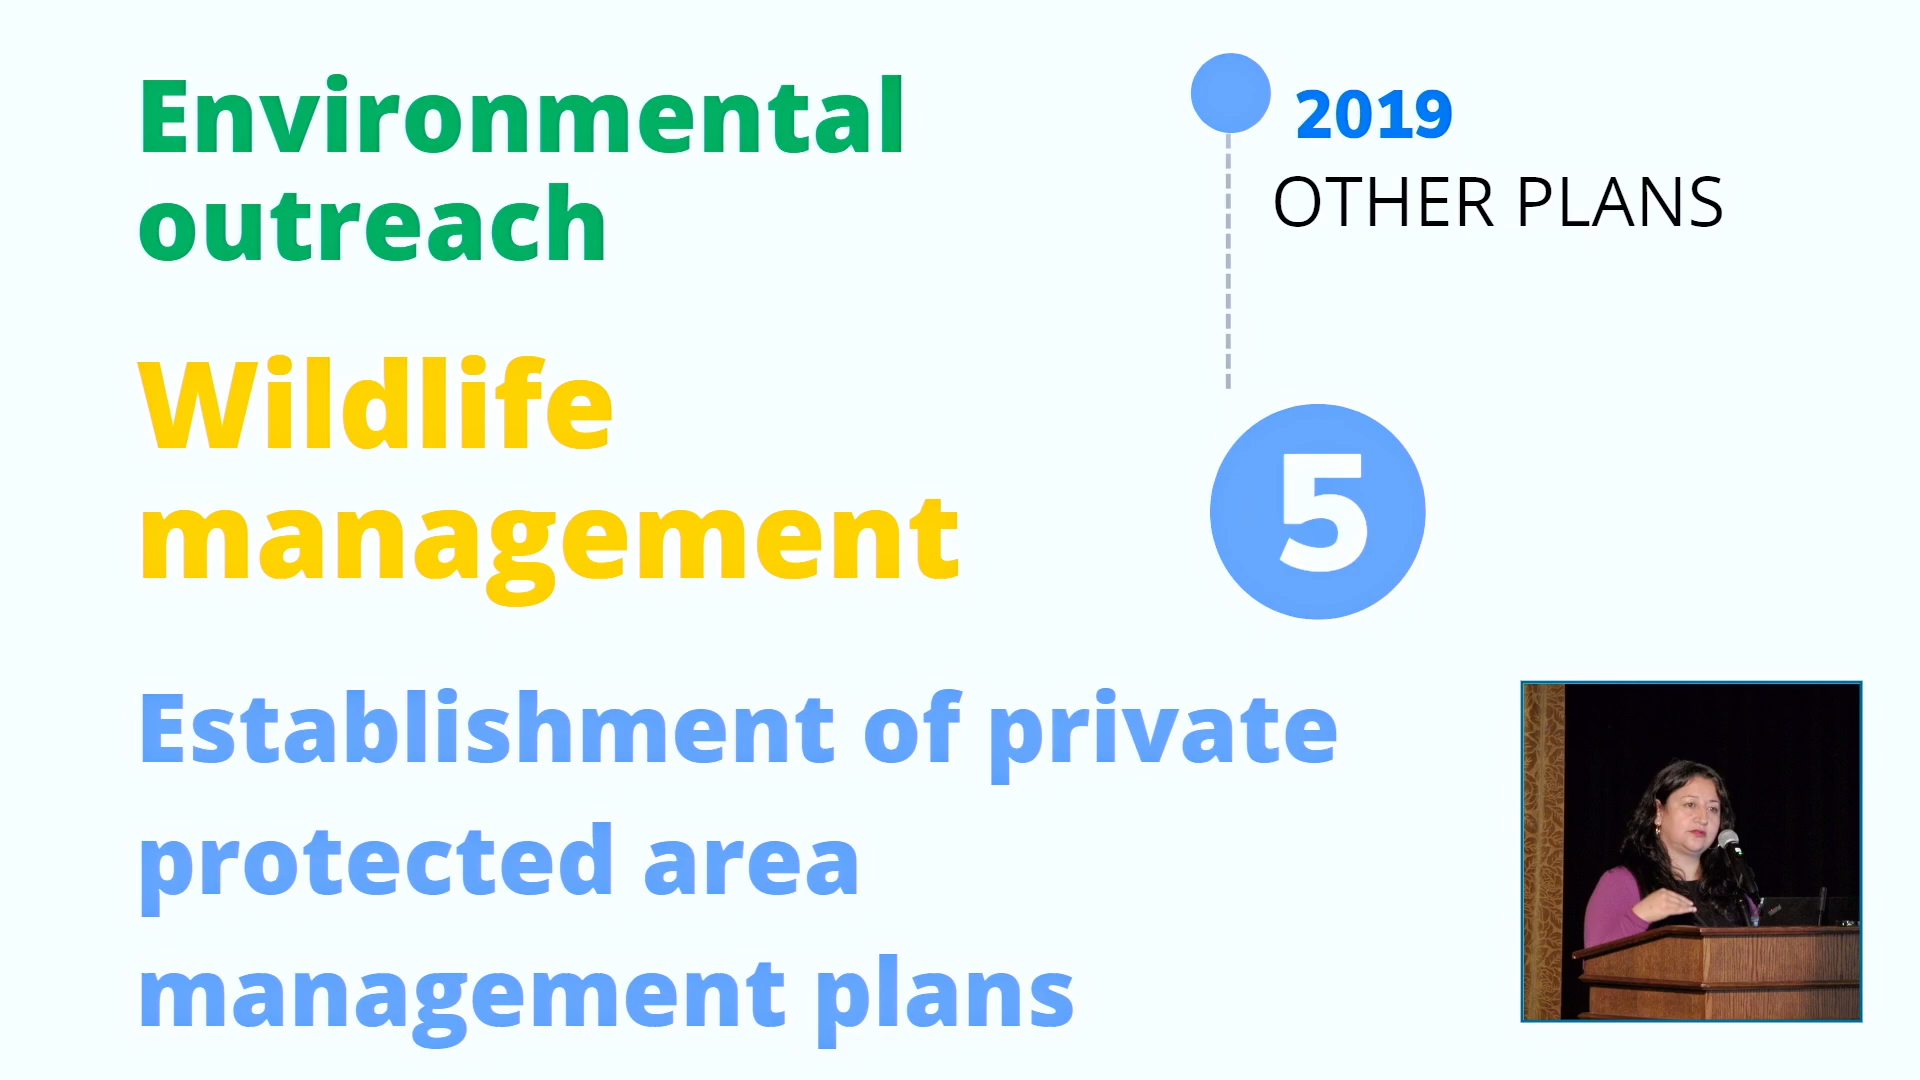 Environmental
outreach
Wildlife
management
Establishment of private
protected area
management plans
2019
OTHER PLANS
5